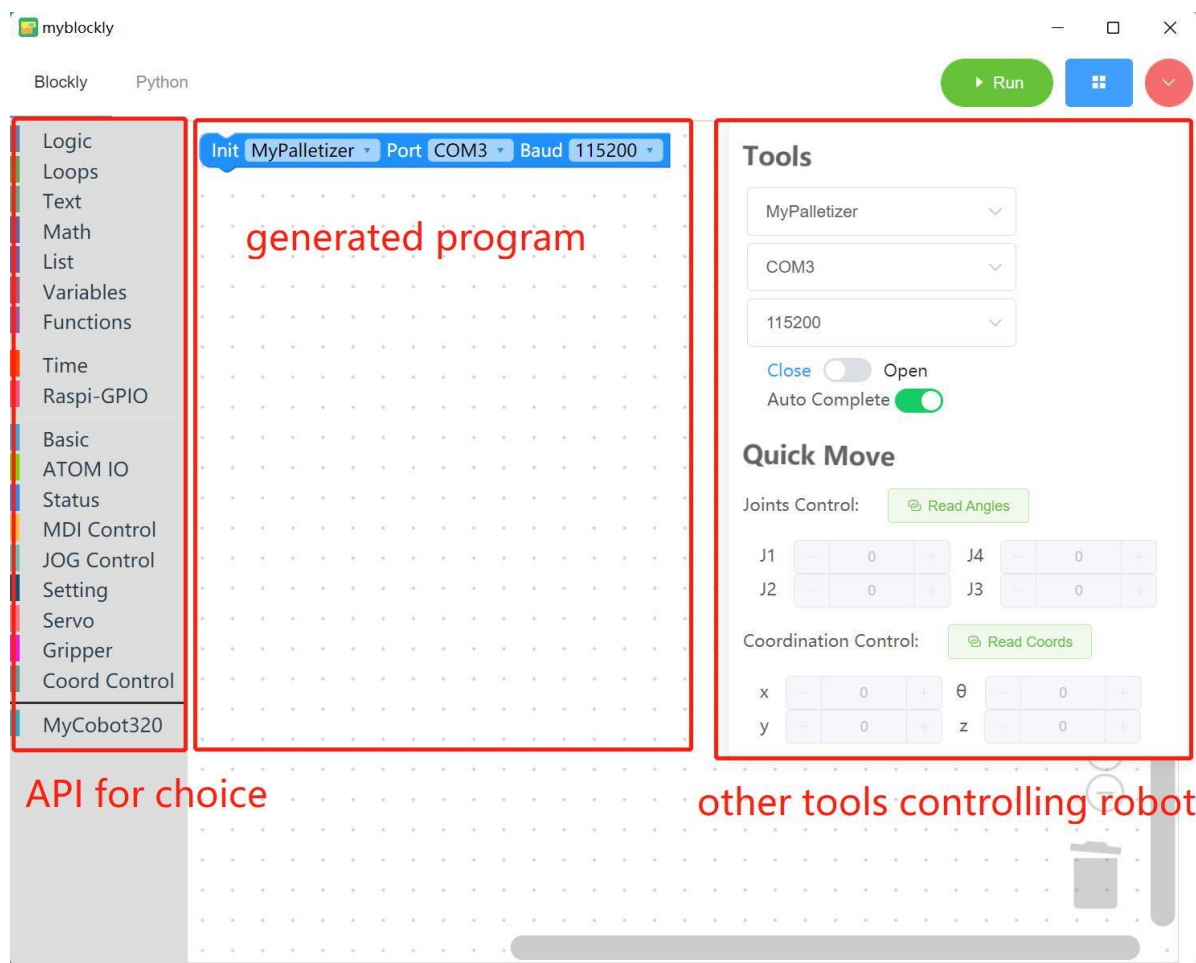 myblockly
Blockly Python
Run
Logic
Loops
Text
Math
List
Variables
Functions
Time
Raspi-GPIO
Basic
ATOM IO
Status
MDI Control
JOG Control
Setting
Servo
Gripper
Coord Control
MyCobot320
API for choice
Init MyPalletizer Port COM3 Baud 115200
generated program
Tools
MyPalletizer
COM3
115200
Close Open
Auto Complete
Quick Move
Joints Control: Read Angles
J1 - 0 + J4 - 0 +
J2 - 0 + J3 - 0 +
Coordination Control: Read Coords
x - 0 + θ - 0 +
y - 0 + z - 0 +
other tools controlling robot